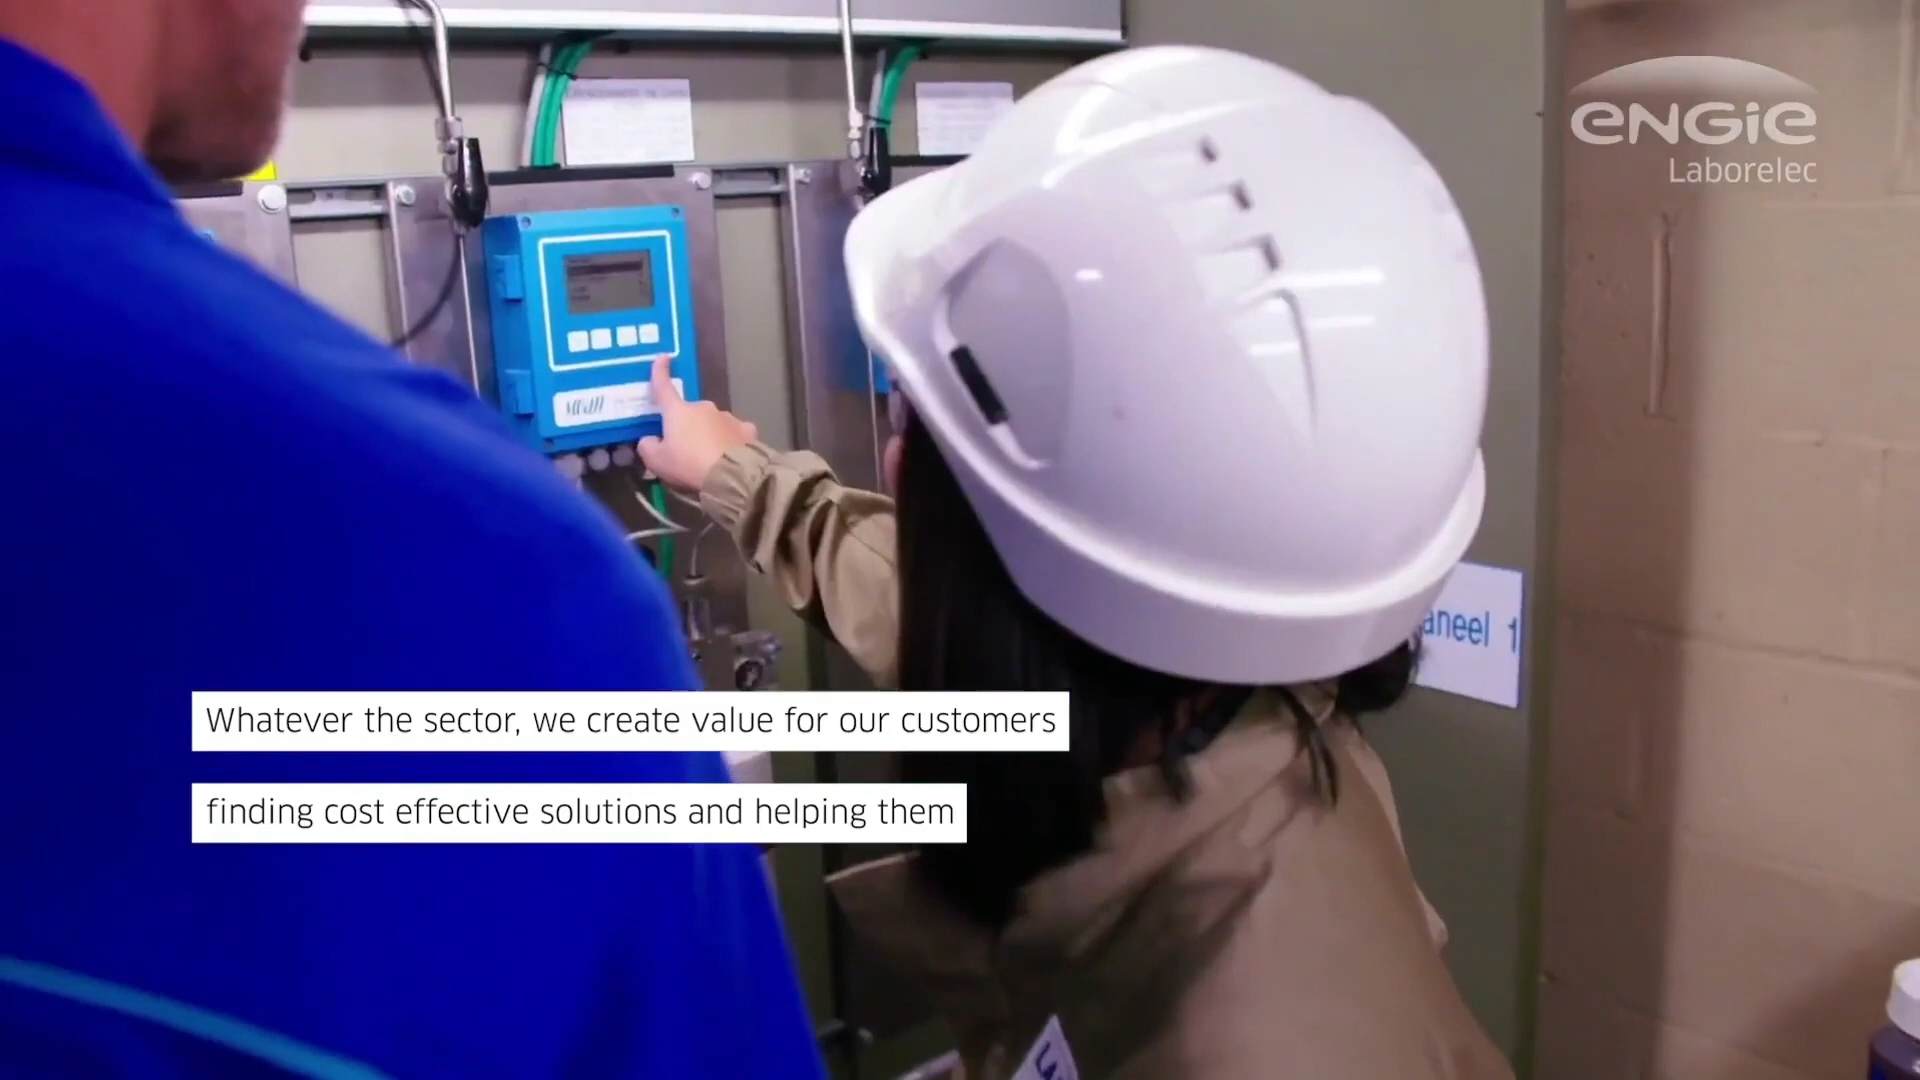 ENGIE
Laborelec
aneel 1
Whatever the sector, we create value for our customers
finding cost effective solutions and helping them